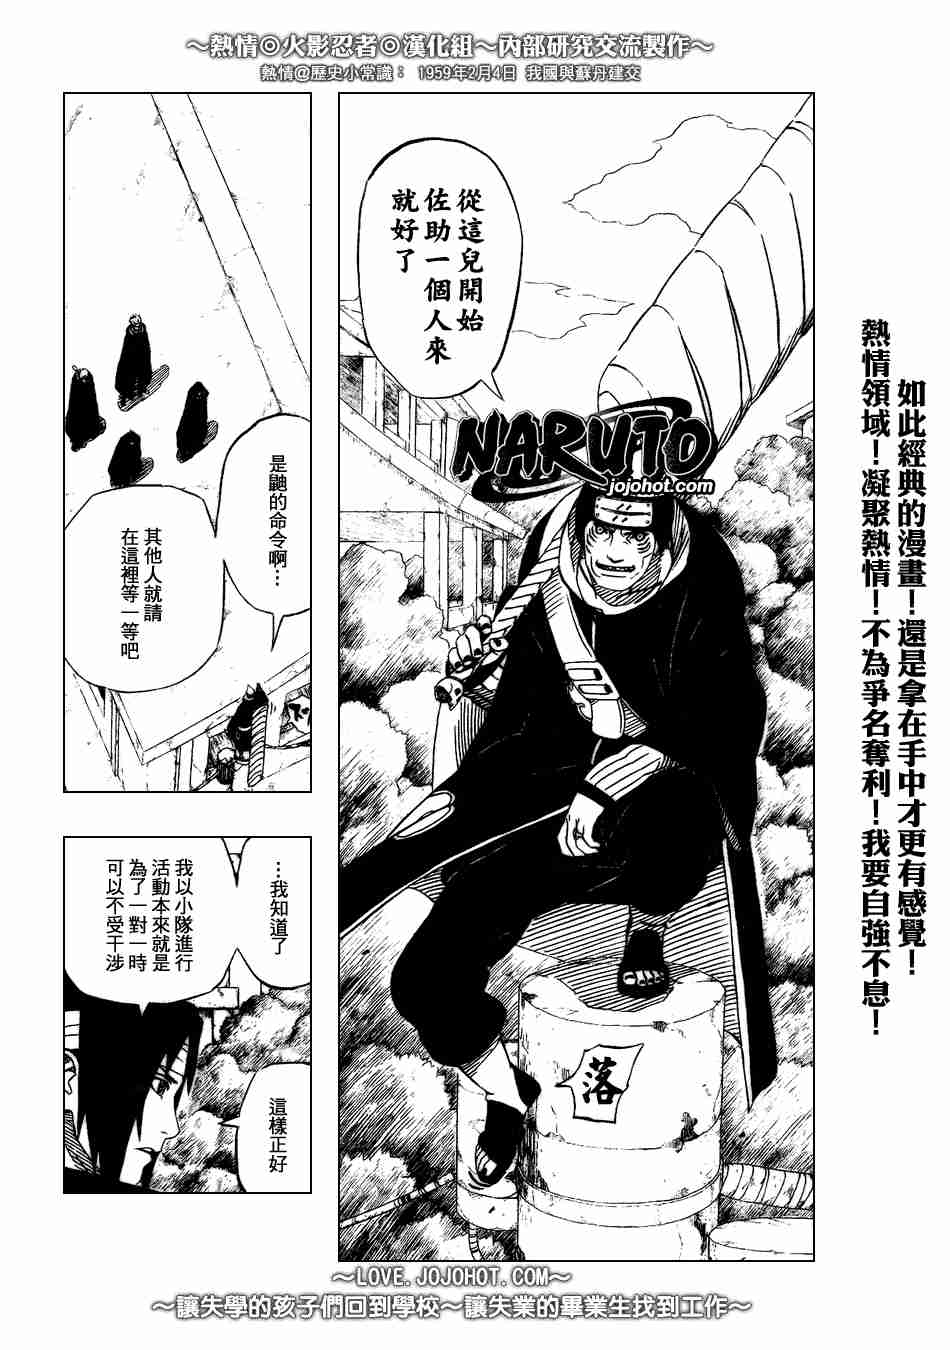 ～熱情◎火影忍者◎漢化組～內部研究交流製作～
熱情@歷史小常識： 1959年2月4日 我國與蘇丹建交
從這兒開始
佐助一個人來
就好了
NARUTO
jojohot.com
落
是鼬的命令啊…
其他人就請
在這裡等一等吧
…我知道了
我以小隊進行
活動本來就是
為了一對一時
可以不受干涉
這樣正好
如此經典的漫畫！還是拿在手中才更有感覺！
熱情領域！凝聚熱情！不為爭名奪利！我要自強不息！
～LOVE.JOJOHOT.COM～
～讓失學的孩子們回到學校～讓失業的畢業生找到工作～